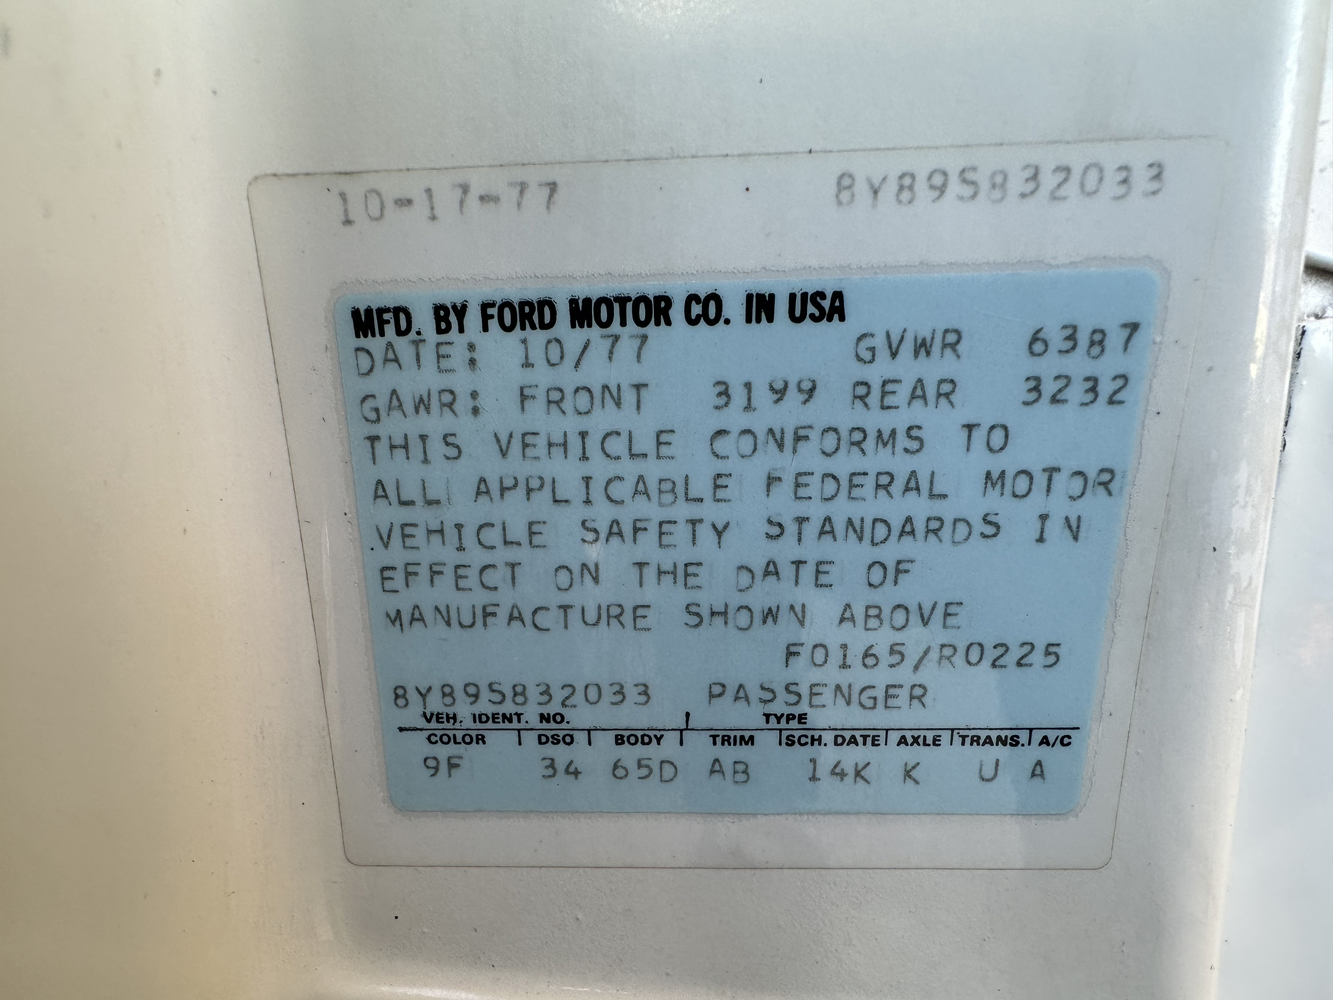 10-17-77 8Y89S832033
MFD. BY FORD MOTOR CO. IN USA
DATE: 10/77 GVWR 6387
GAWR: FRONT 3199 REAR 3232
THIS VEHICLE CONFORMS TO
ALL APPLICABLE FEDERAL MOTOR
VEHICLE SAFETY STANDARDS IN
EFFECT ON THE DATE OF
MANUFACTURE SHOWN ABOVE
F0165/R0225
8Y89S832033 PASSENGER
VEH. IDENT. NO. TYPE
COLOR DSO BODY TRIM SCH. DATE AXLE TRANS. A/C
9F 34 65D AB 14K K U A